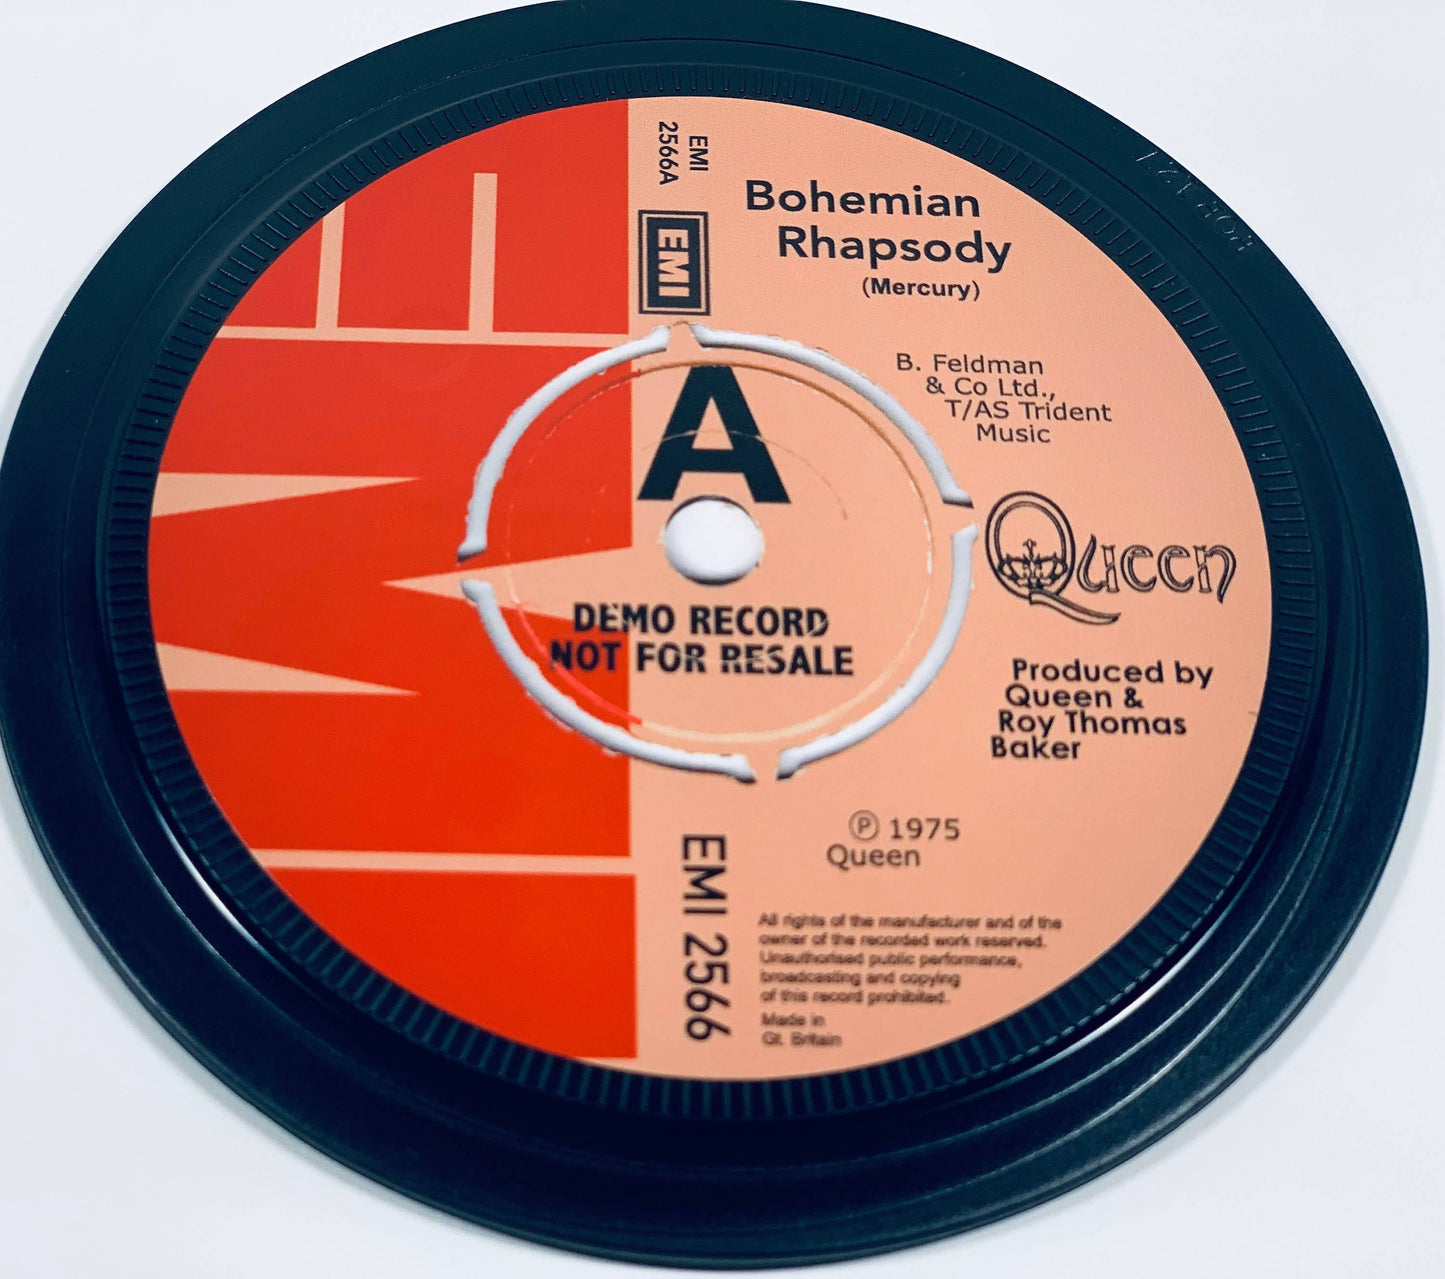 EMI
2566A
EMI
Bohemian
Rhapsody
(Mercury)
B. Feldman
& Co Ltd.,
T/AS Trident
Music
A
Queen
DEMO RECORD
NOT FOR RESALE
Produced by
Queen &
Roy Thomas
Baker
Ⓟ 1975
Queen
EMI 2566
All rights of the manufacturer and of the
owner of the recorded work reserved.
Unauthorised public performance,
broadcasting and copying
of this record prohibited.
Made in
Gt. Britain